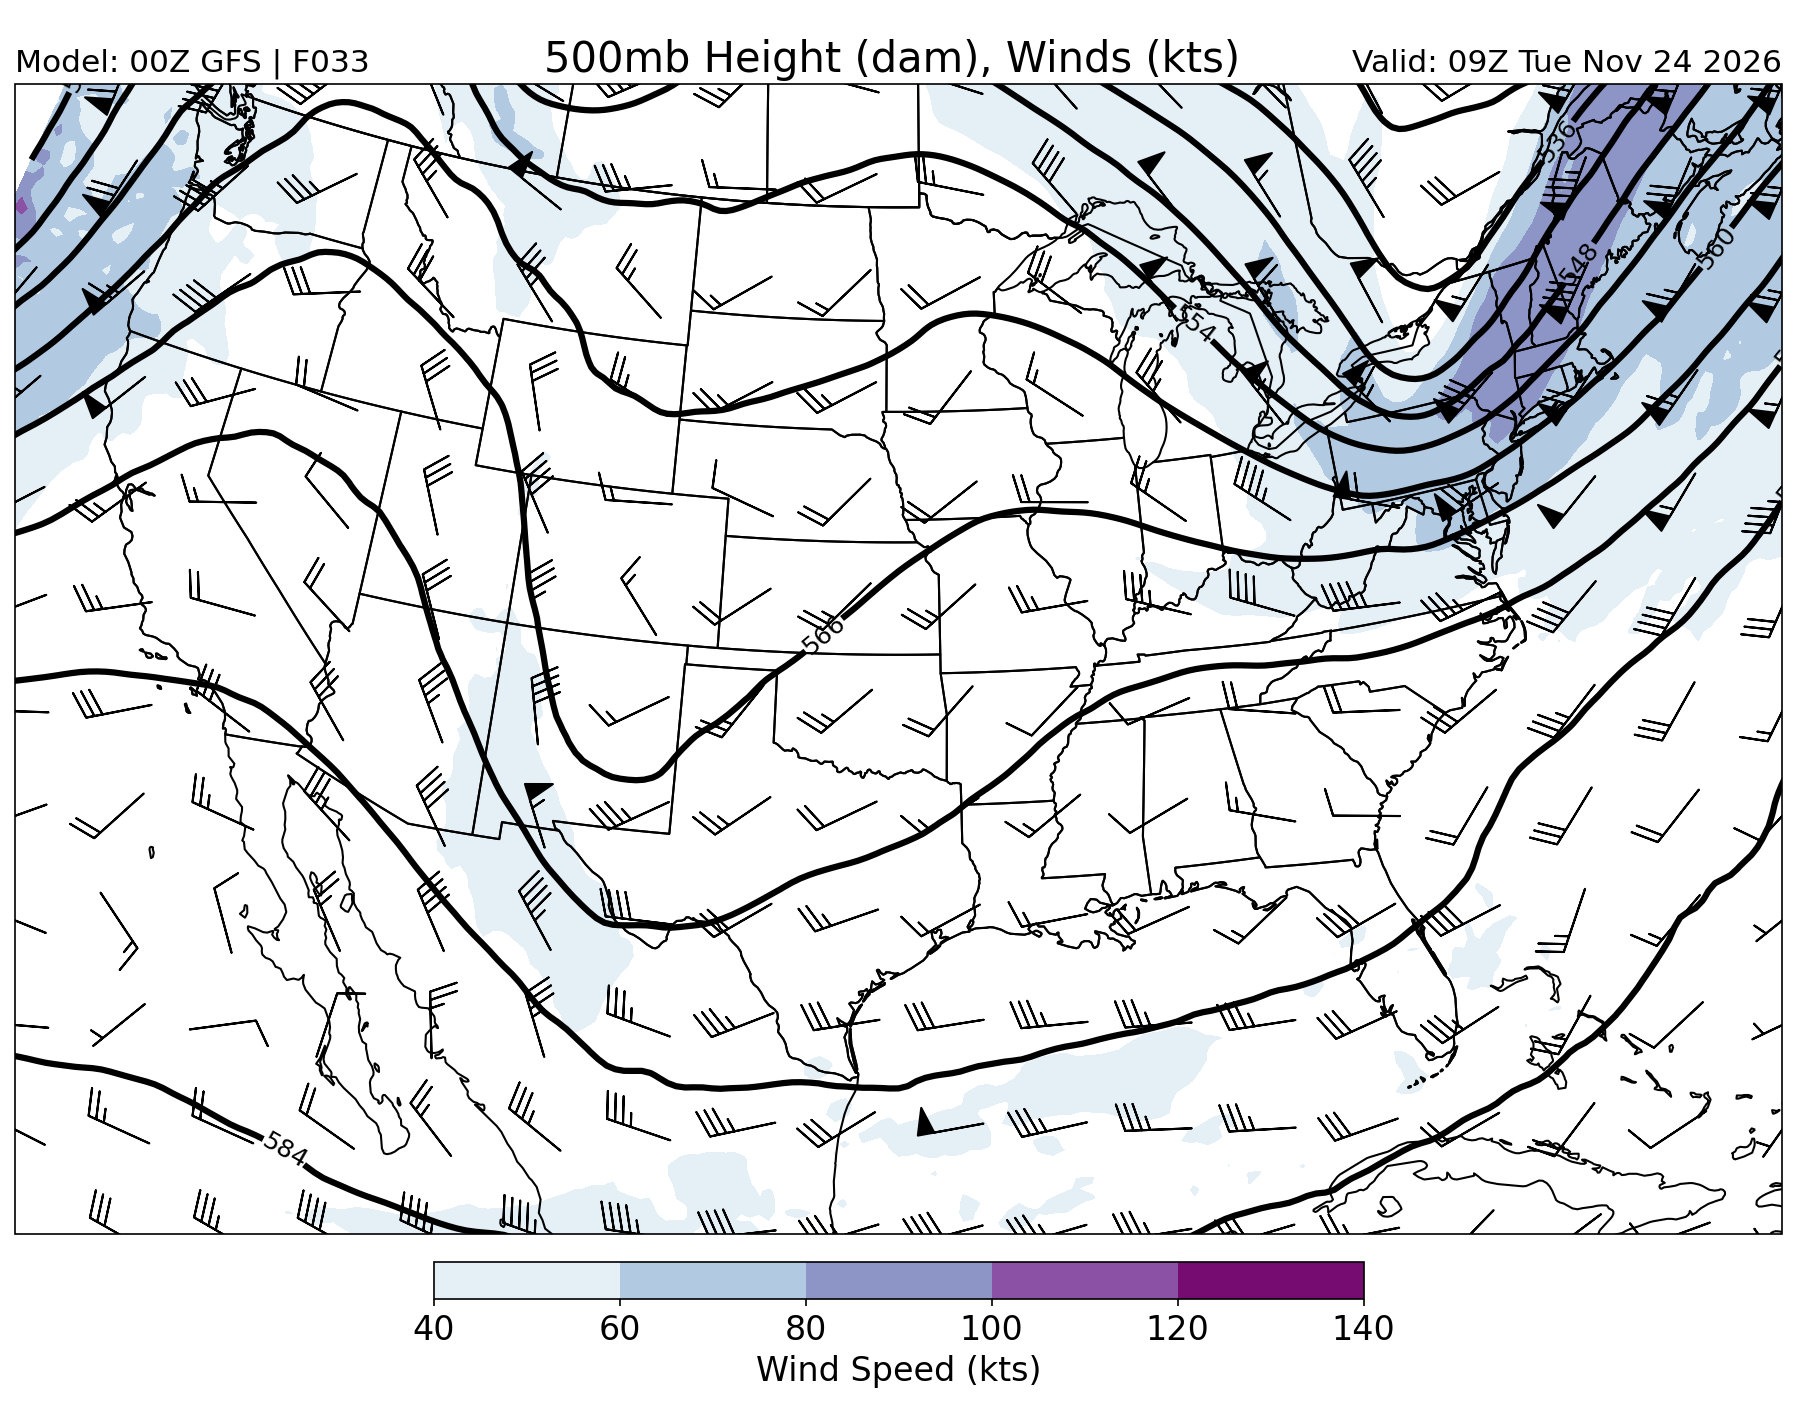 Model: 00Z GFS | F033
500mb Height (dam), Winds (kts)
Valid: 09Z Tue Nov 24 2026
536
548
560
554
566
584
40 60 80 100 120 140
Wind Speed (kts)